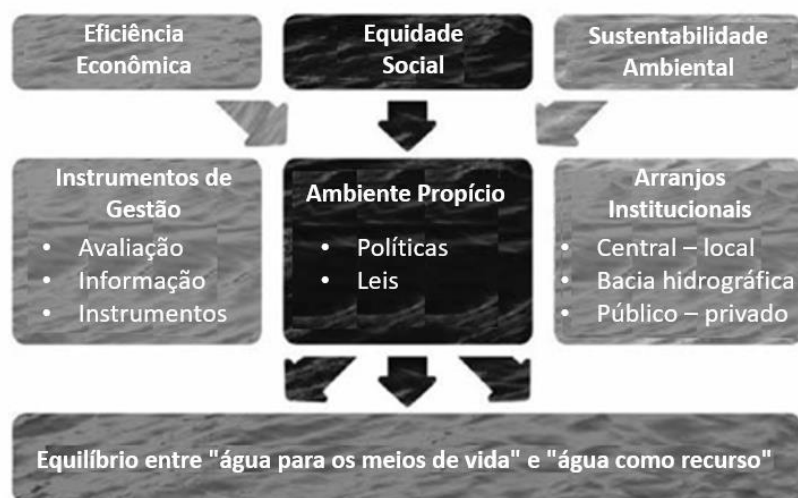 Eficiência
Econômica
Equidade
Social
Sustentabilidade
Ambiental
Instrumentos de
Gestão
• Avaliação
• Informação
• Instrumentos
Ambiente Propício
• Políticas
• Leis
Arranjos
Institucionais
• Central – local
• Bacia hidrográfica
• Público – privado
Equilíbrio entre "água para os meios de vida" e "água como recurso"